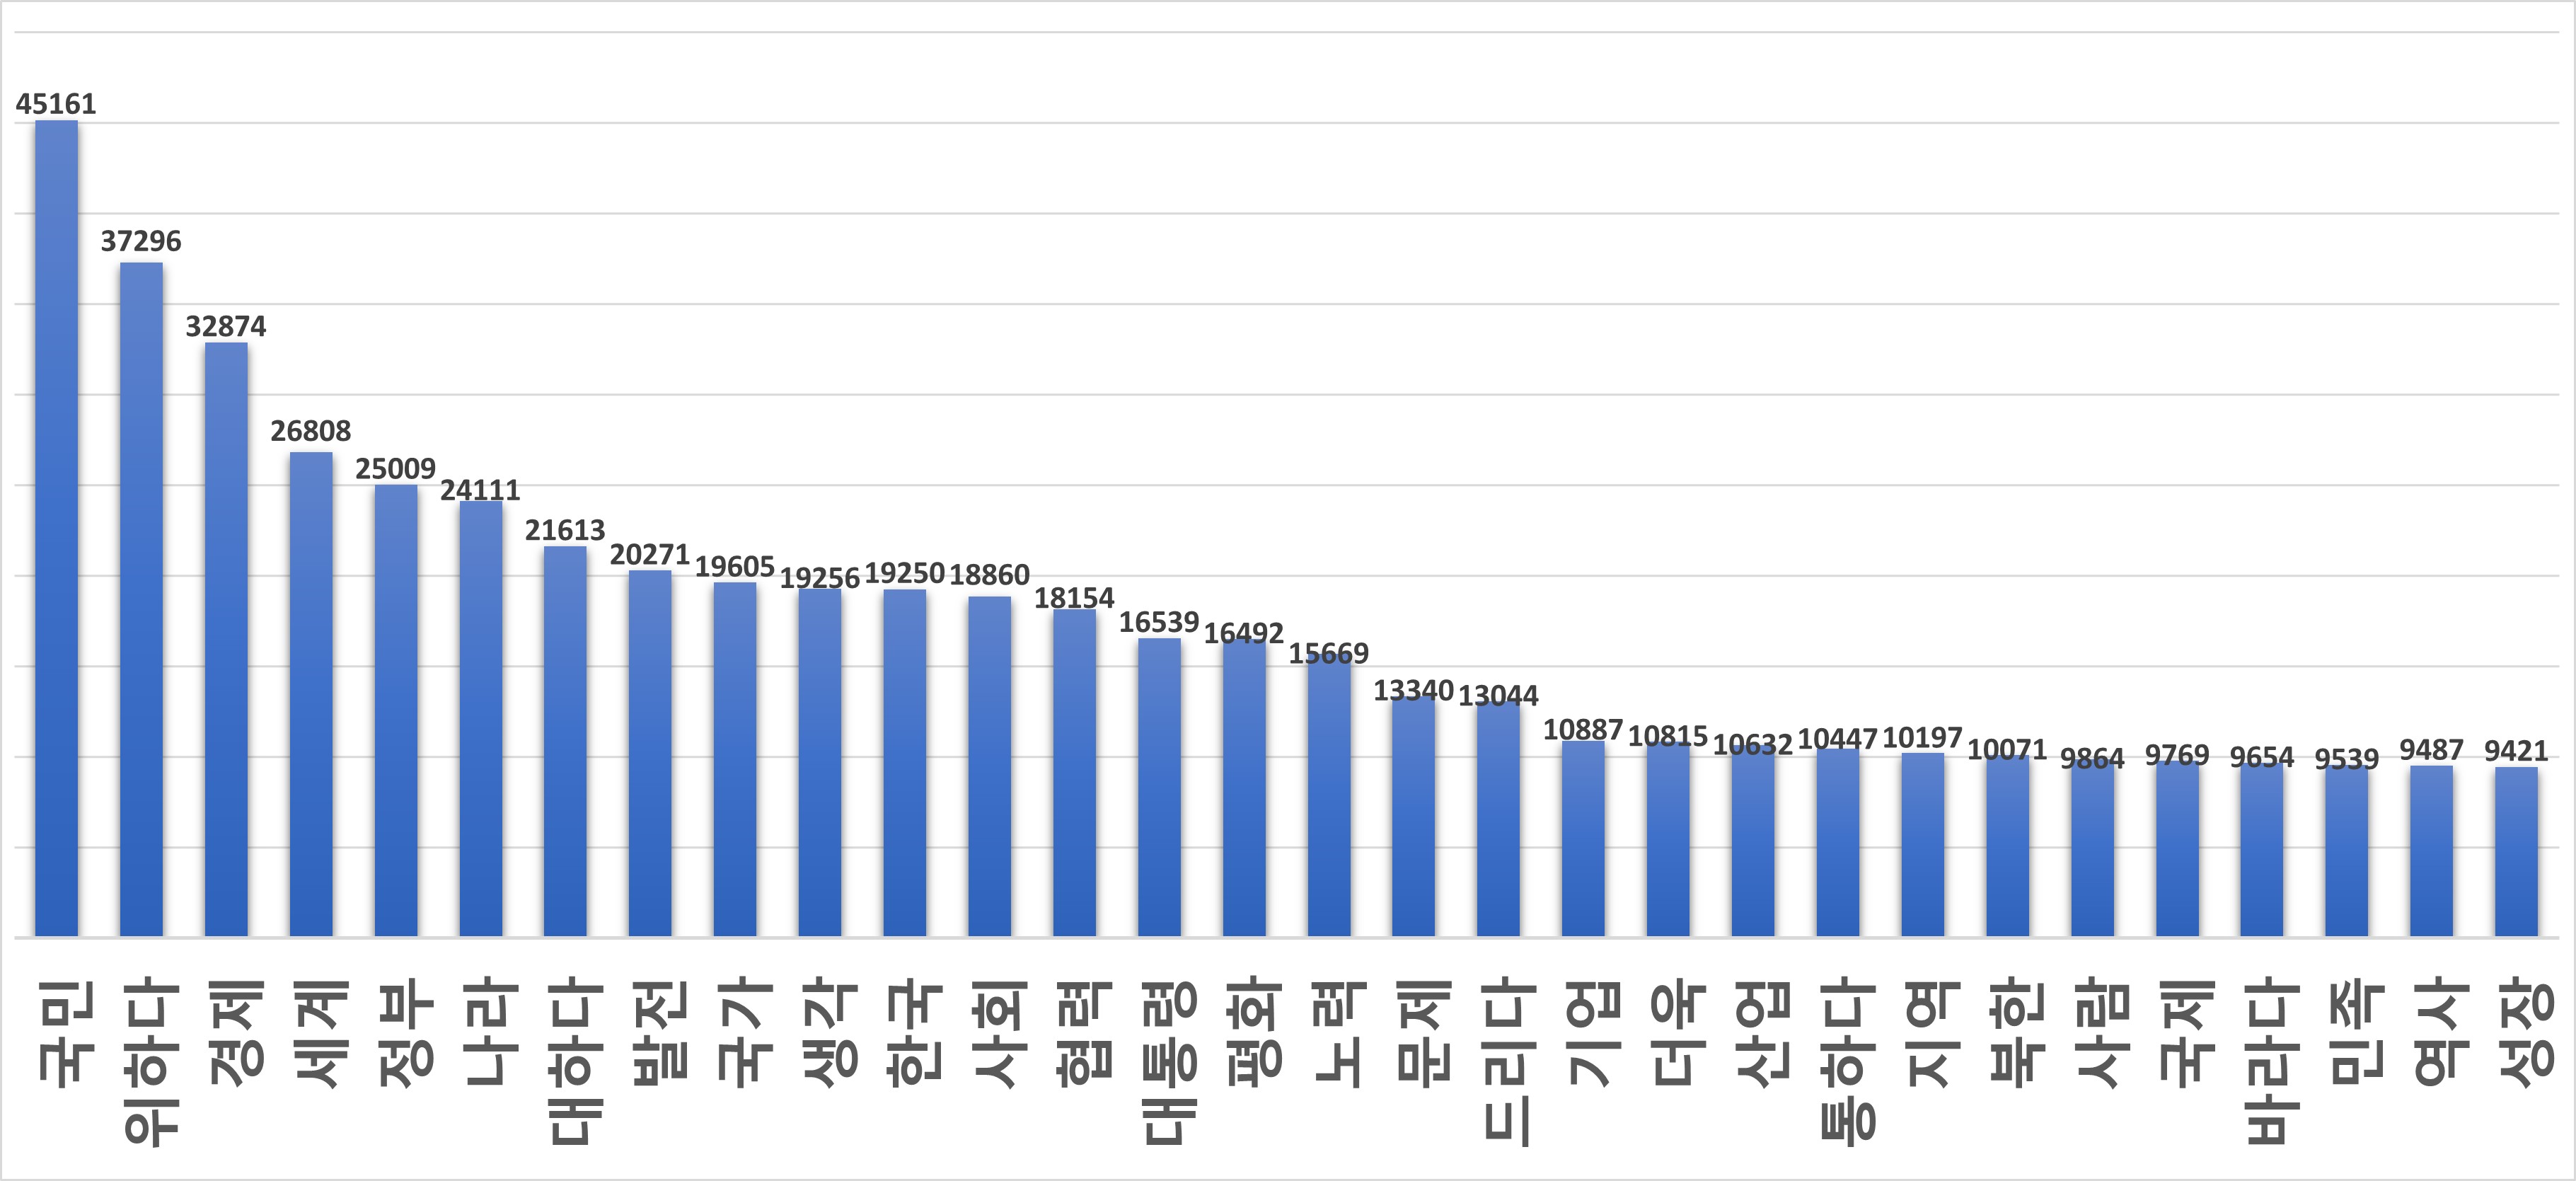 45161
37296
32874
26808
25009
24111
21613
20271
19605
19256
19250
18860
18154
16539
16492
15669
13340
13044
10887
10815
10632
10447
10197
10071
9864
9769
9654
9539
9487
9421
국민
위하다
경제
세계
정부
나라
대하다
발전
국가
생각
한국
사회
협력
대통령
평화
노력
문제
드리다
기업
더욱
산업
통하다
지역
북한
사람
국제
바라다
민족
역사
성장